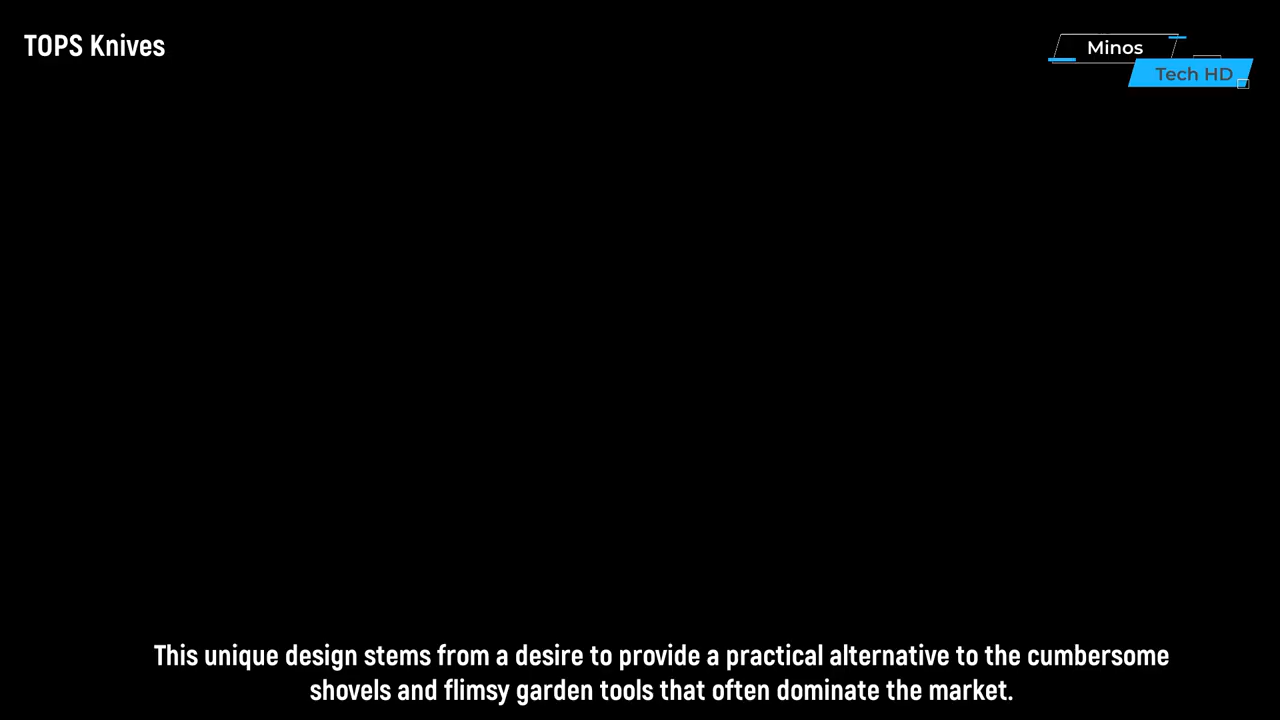 TOPS Knives
Minos
Tech HD
This unique design stems from a desire to provide a practical alternative to the cumbersome
shovels and flimsy garden tools that often dominate the market.